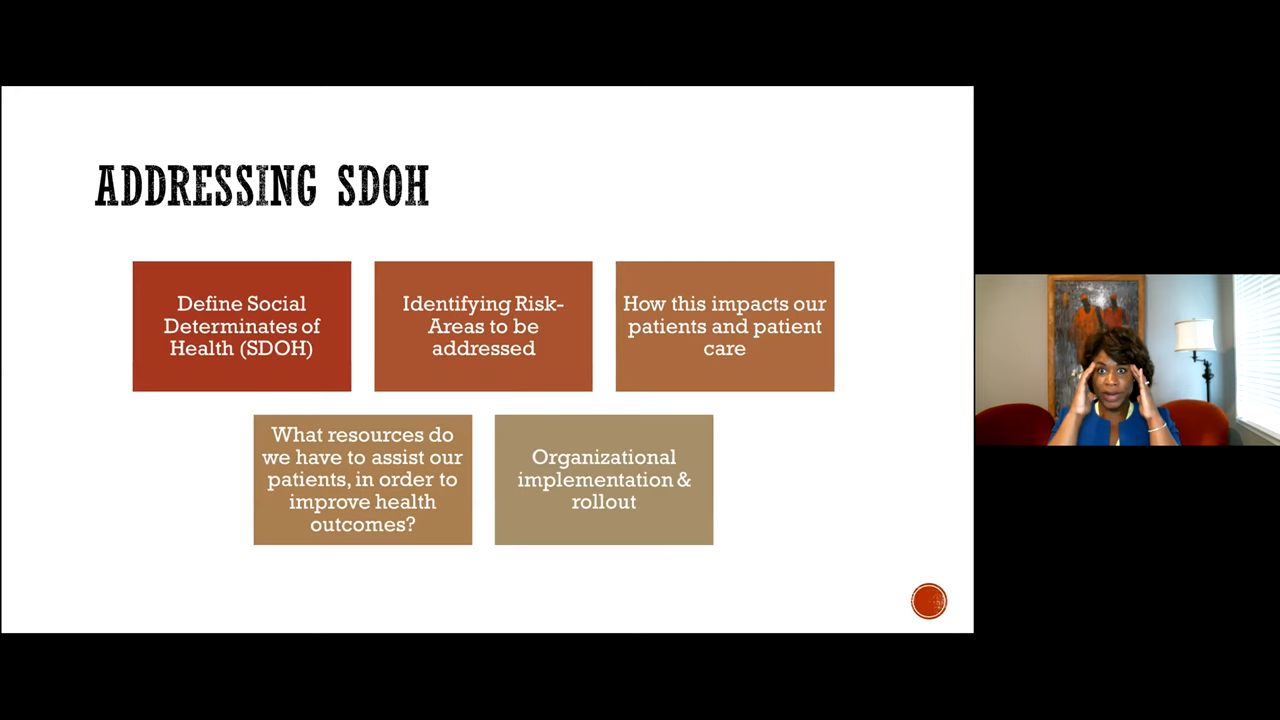 ADDRESSING SDOH
Define Social
Determinates of
Health (SDOH)
Identifying Risk-
Areas to be
addressed
How this impacts our
patients and patient
care
What resources do
we have to assist our
patients, in order to
improve health
outcomes?
Organizational
implementation &
rollout